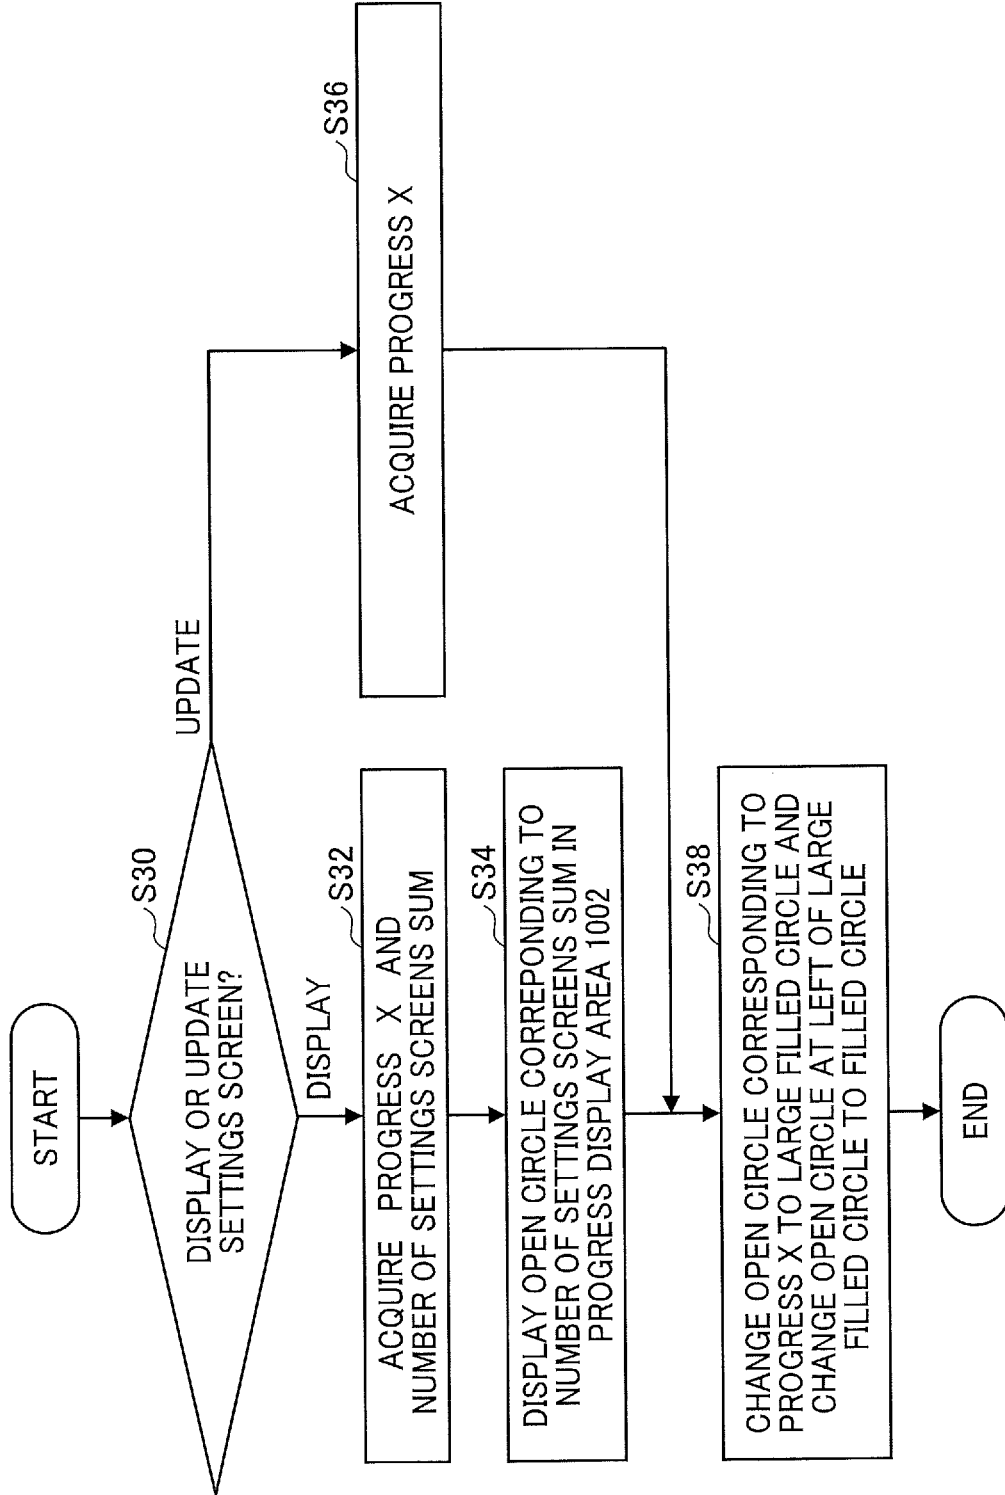 START
S30
DISPLAY OR UPDATE
SETTINGS SCREEN?
UPDATE
DISPLAY
S32
ACQUIRE PROGRESS X AND
NUMBER OF SETTINGS SCREENS SUM
S36
ACQUIRE PROGRESS X
S34
DISPLAY OPEN CIRCLE CORREPONDING TO
NUMBER OF SETTINGS SCREENS SUM IN
PROGRESS DISPLAY AREA 1002
S38
CHANGE OPEN CIRCLE CORRESPONDING TO
PROGRESS X TO LARGE FILLED CIRCLE AND
CHANGE OPEN CIRCLE AT LEFT OF LARGE
FILLED CIRCLE TO FILLED CIRCLE
END